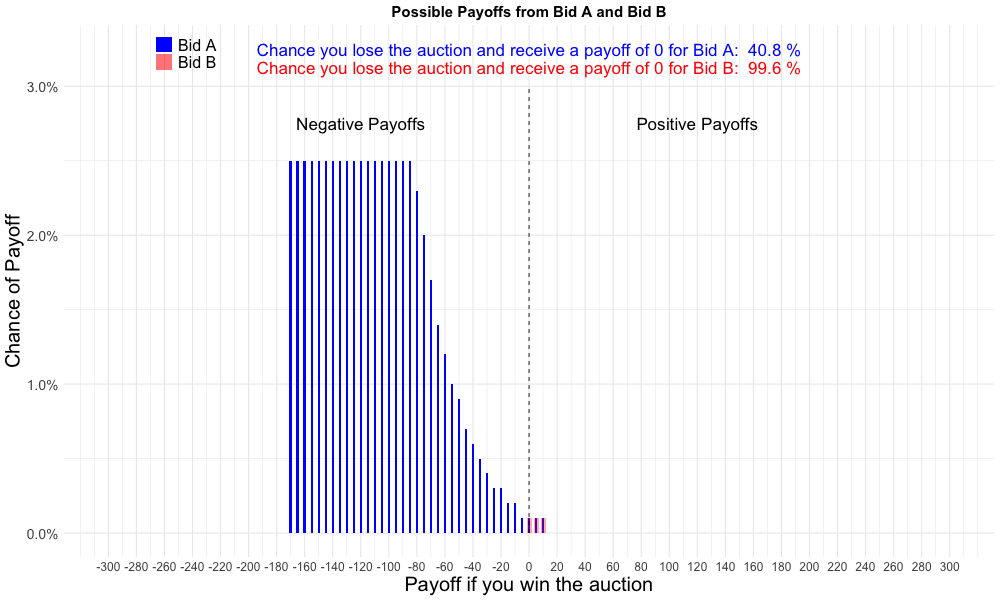 Possible Payoffs from Bid A and Bid B
Bid A
Bid B
Chance you lose the auction and receive a payoff of 0 for Bid A:  40.8 %
Chance you lose the auction and receive a payoff of 0 for Bid B:  99.6 %
Negative Payoffs
Positive Payoffs
Chance of Payoff
3.0%
2.0%
1.0%
0.0%
-300 -280 -260 -240 -220 -200 -180 -160 -140 -120 -100 -80 -60 -40 -20 0 20 40 60 80 100 120 140 160 180 200 220 240 260 280 300
Payoff if you win the auction